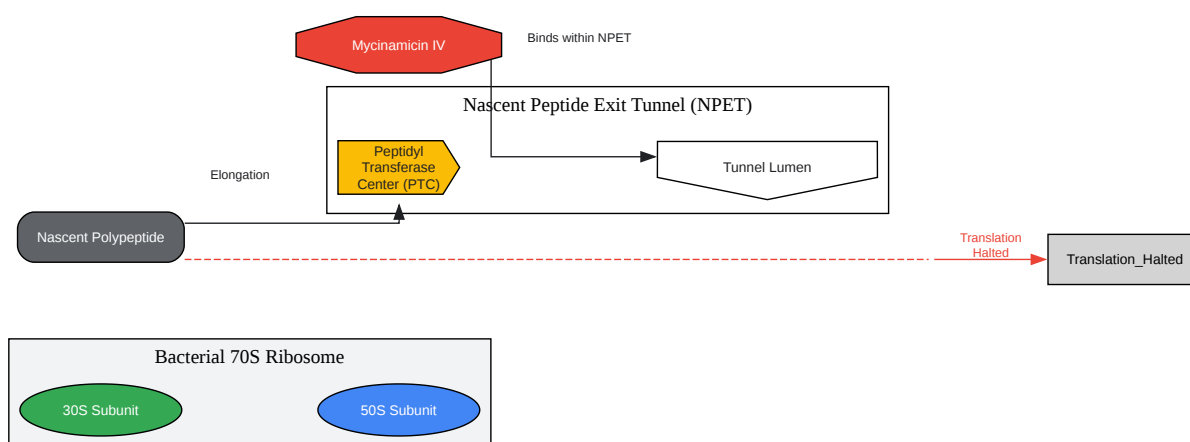 Mycinamicin IV
Binds within NPET
Nascent Peptide Exit Tunnel (NPET)
Peptidyl
Transferase
Center (PTC)
Tunnel Lumen
Elongation
Nascent Polypeptide
Translation
Halted
Translation_Halted
Bacterial 70S Ribosome
30S Subunit
50S Subunit